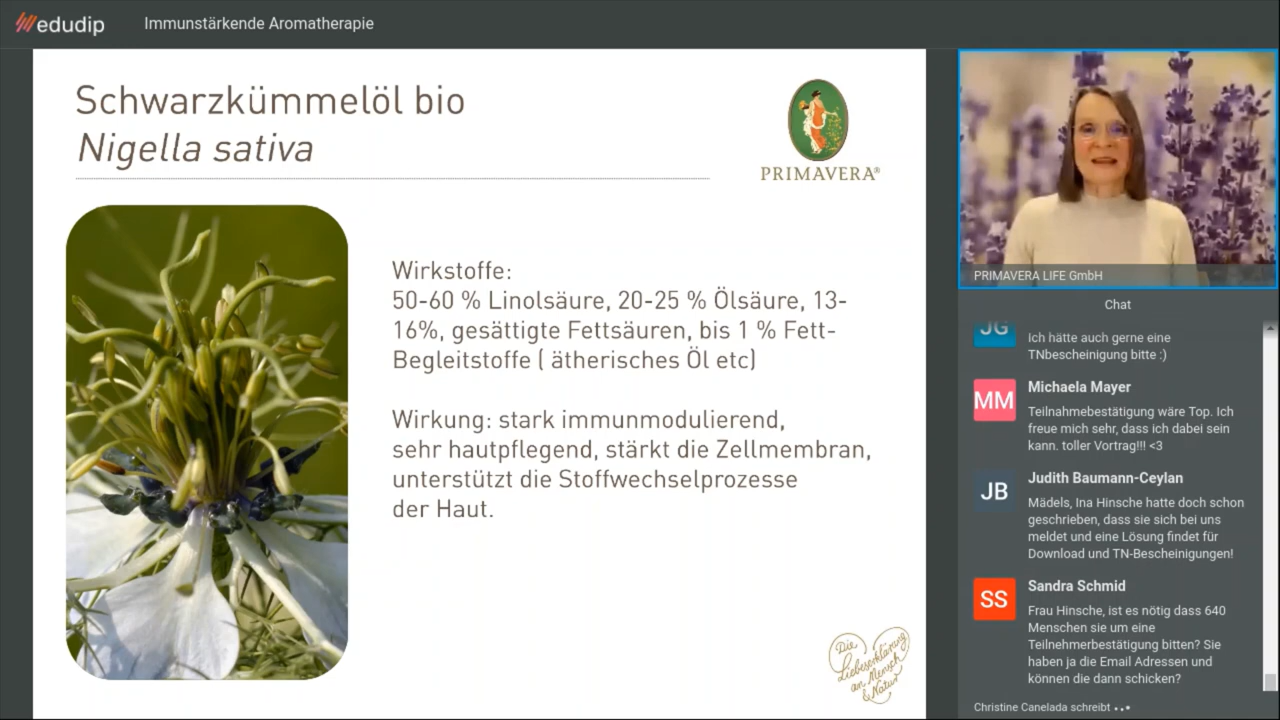 edudip
Immunstärkende Aromatherapie
Schwarzkümmelöl bio
Nigella sativa
PRIMAVERA®
Wirkstoffe:
50-60 % Linolsäure, 20-25 % Ölsäure, 13-
16%, gesättigte Fettsäuren, bis 1 % Fett-
Begleitstoffe ( ätherisches Öl etc)
Wirkung: stark immunmodulierend,
sehr hautpflegend, stärkt die Zellmembran,
unterstützt die Stoffwechselprozesse
der Haut.
Die
Liebeserklärung
an Mensch
& Natur
PRIMAVERA LIFE GmbH
Chat
JG
Ich hätte auch gerne eine
TNbescheinigung bitte :)
MM
Michaela Mayer
Teilnahmebestätigung wäre Top. Ich
freue mich sehr, dass ich dabei sein
kann. toller Vortrag!!! <3
JB
Judith Baumann-Ceylan
Mädels, Ina Hinsche hatte doch schon
geschrieben, dass sie sich bei uns
meldet und eine Lösung findet für
Download und TN-Bescheinigungen!
SS
Sandra Schmid
Frau Hinsche, ist es nötig dass 640
Menschen sie um eine
Teilnehmerbestätigung bitten? Sie
haben ja die Email Adressen und
können die dann schicken?
Christine Canelada schreibt